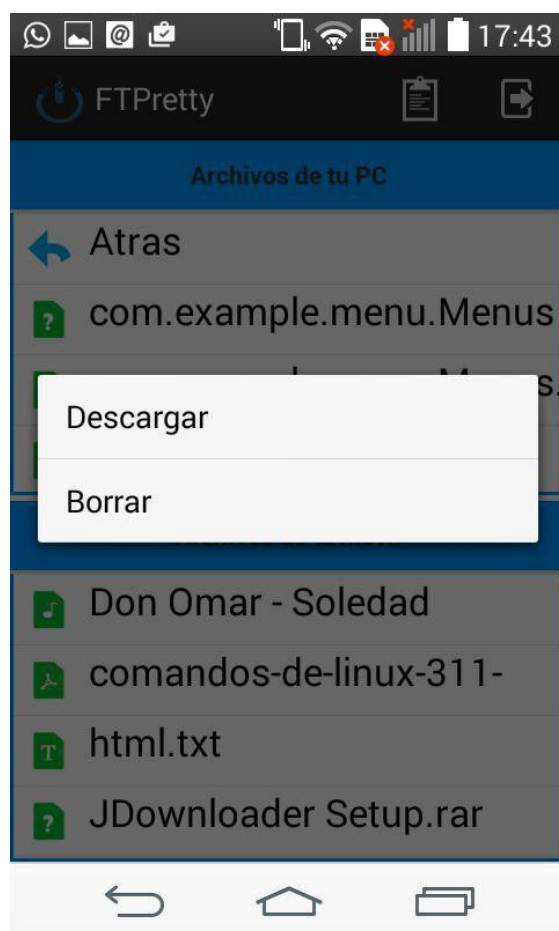 17:43
FTPretty
Archivos de tu PC
Atras
com.example.menu.Menus
Descargar
Borrar
Don Omar - Soledad
comandos-de-linux-311-
html.txt
JDownloader Setup.rar